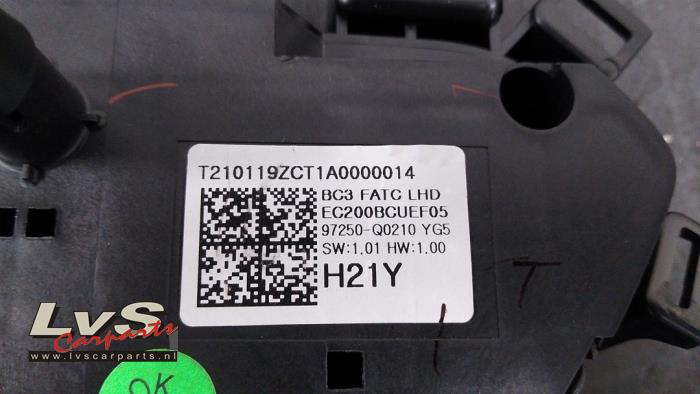 T210119ZCT1A0000014
BC3 FATC LHD
EC200BCUEF05
97250-Q0210 YG5
SW:1.01 HW:1.00
H21Y
T
LvS
Carparts
www.lvscarparts.nl
OK